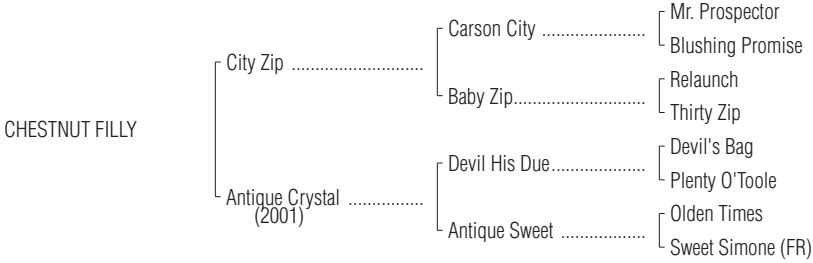 Mr. Prospector
Carson City ......................
Blushing Promise
City Zip ............................
Relaunch
Baby Zip............................
Thirty Zip
CHESTNUT FILLY
Devil's Bag
Devil His Due....................
Plenty O'Toole
Antique Crystal ................
(2001)
Olden Times
Antique Sweet ..................
Sweet Simone (FR)